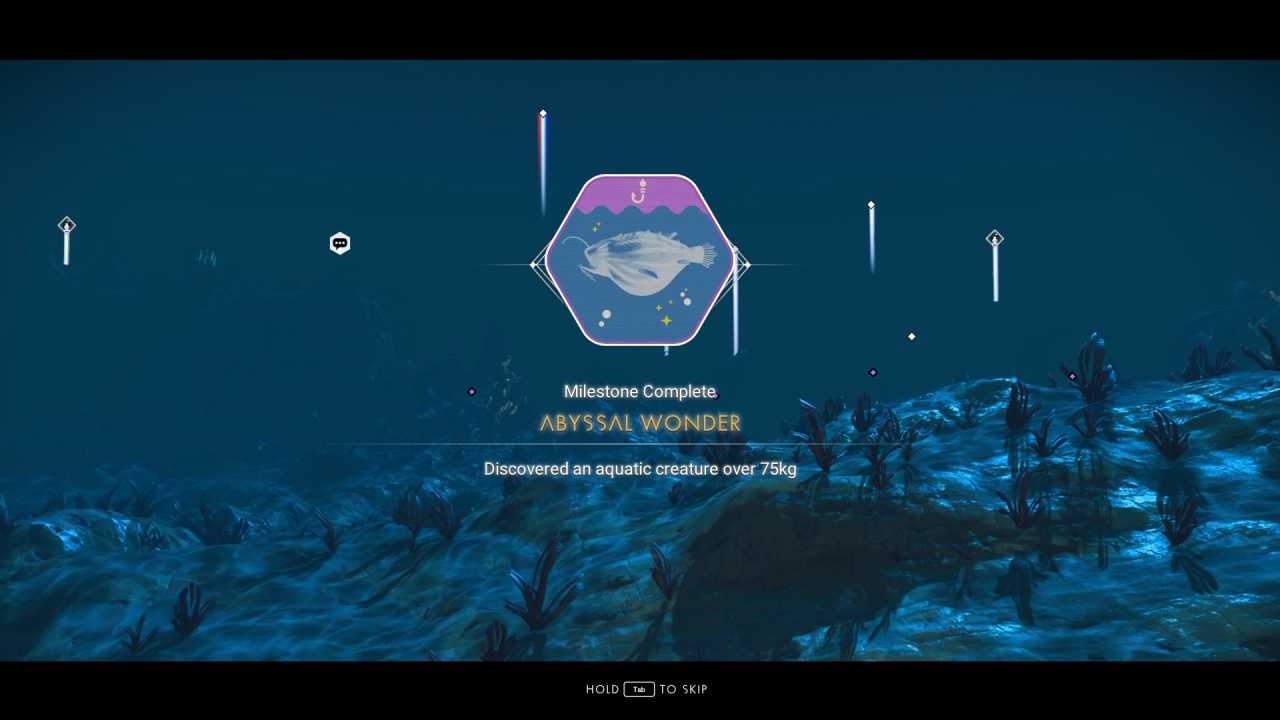 Milestone Complete
ABYSSAL WONDER
Discovered an aquatic creature over 75kg
HOLD Tab TO SKIP